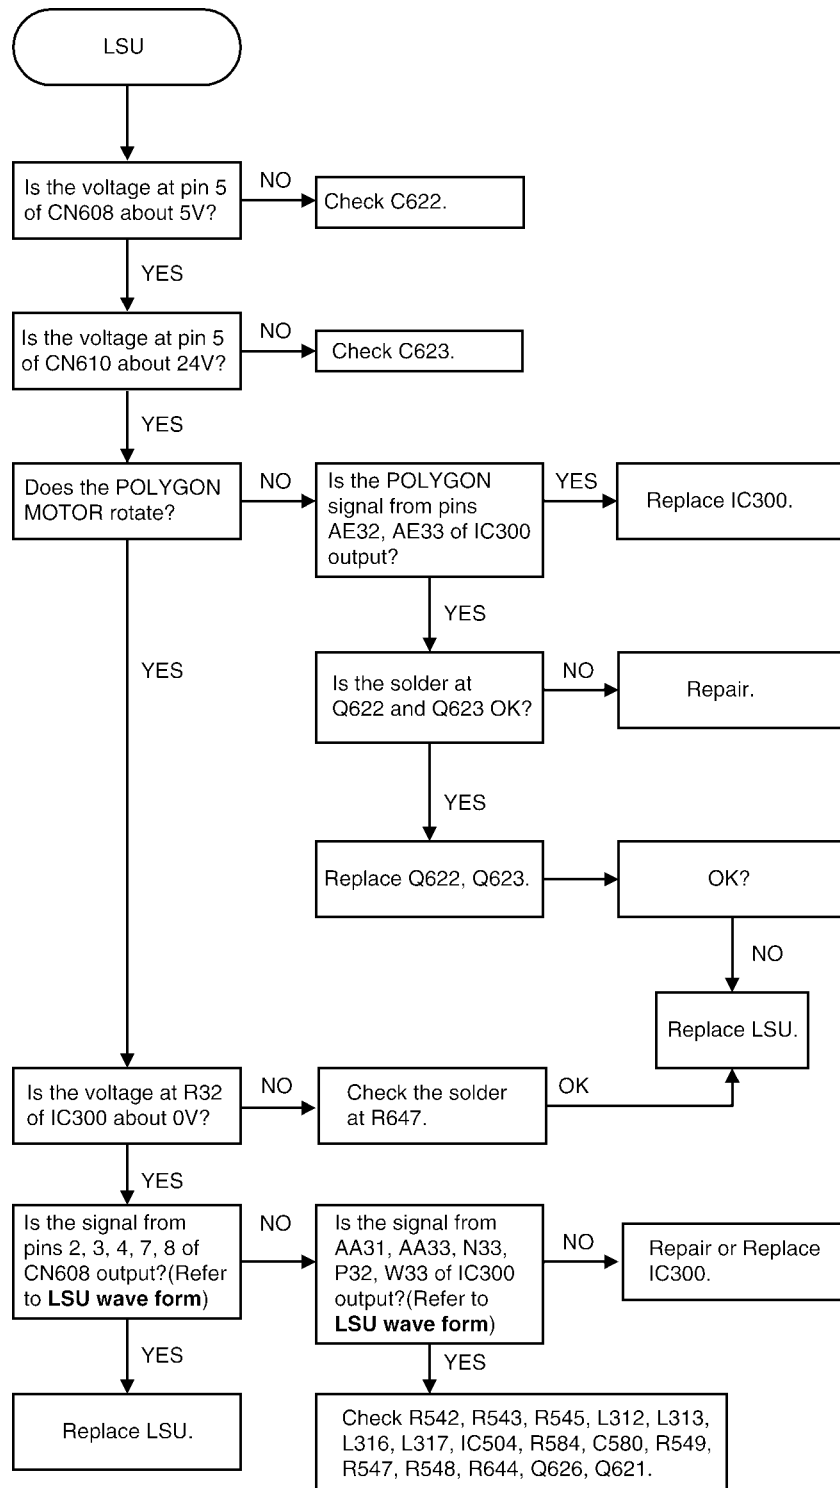 LSU
Is the voltage at pin 5
of CN608 about 5V?
NO
Check C622.
YES
Is the voltage at pin 5
of CN610 about 24V?
NO
Check C623.
YES
Does the POLYGON
MOTOR rotate?
NO
Is the POLYGON
signal from pins
AE32, AE33 of IC300
output?
YES
Replace IC300.
YES
YES
Is the solder at
Q622 and Q623 OK?
NO
Repair.
YES
Replace Q622, Q623.
OK?
NO
Replace LSU.
Is the voltage at R32
of IC300 about 0V?
NO
Check the solder
at R647.
OK
YES
Is the signal from
pins 2, 3, 4, 7, 8 of
CN608 output?(Refer
to LSU wave form)
NO
Is the signal from
AA31, AA33, N33,
P32, W33 of IC300
output?(Refer to
LSU wave form)
NO
Repair or Replace
IC300.
YES
YES
Replace LSU.
Check R542, R543, R545, L312, L313,
L316, L317, IC504, R584, C580, R549,
R547, R548, R644, Q626, Q621.